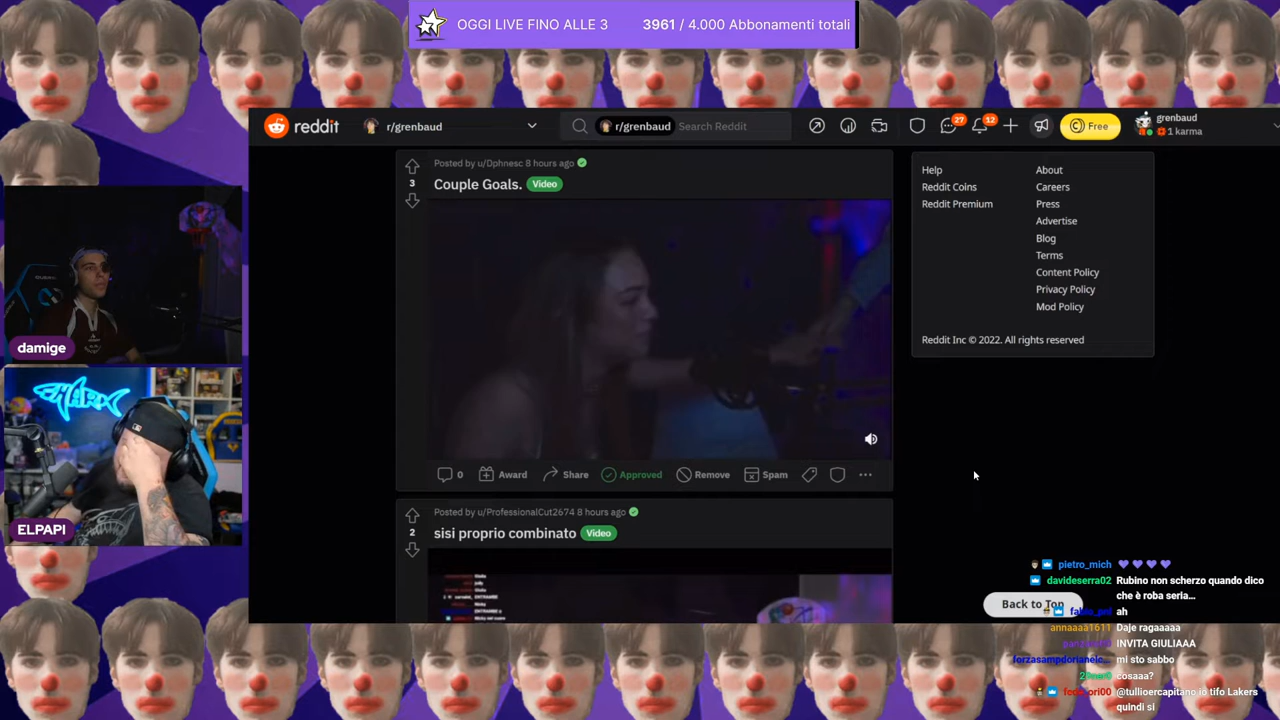 OGGI LIVE FINO ALLE 3 3961 / 4.000 Abbonamenti totali
reddit r/grenbaud r/grenbaud Search Reddit 27 12 Free grenbaud
1 karma
Posted by u/Dphnesc 8 hours ago
3 Couple Goals. Video
0 Award Share Approved Remove Spam
Posted by u/ProfessionalCut2674 8 hours ago
2 sisi proprio combinato Video
Help About
Reddit Coins Careers
Reddit Premium Press
Advertise
Blog
Terms
Content Policy
Privacy Policy
Mod Policy
Reddit Inc © 2022. All rights reserved
damige
ELPAPI
Back to Top
pietro_mich
davideserra02 Rubino non scherzo quando dico
che è roba seria...
ah
annaaaa1611 Daje ragaaaaa
INVITA GIULIAAA
forzasampdorianeic... mi sto sabbo
cosaaa?
@tullioercapitano io tifo Lakers
quindi si